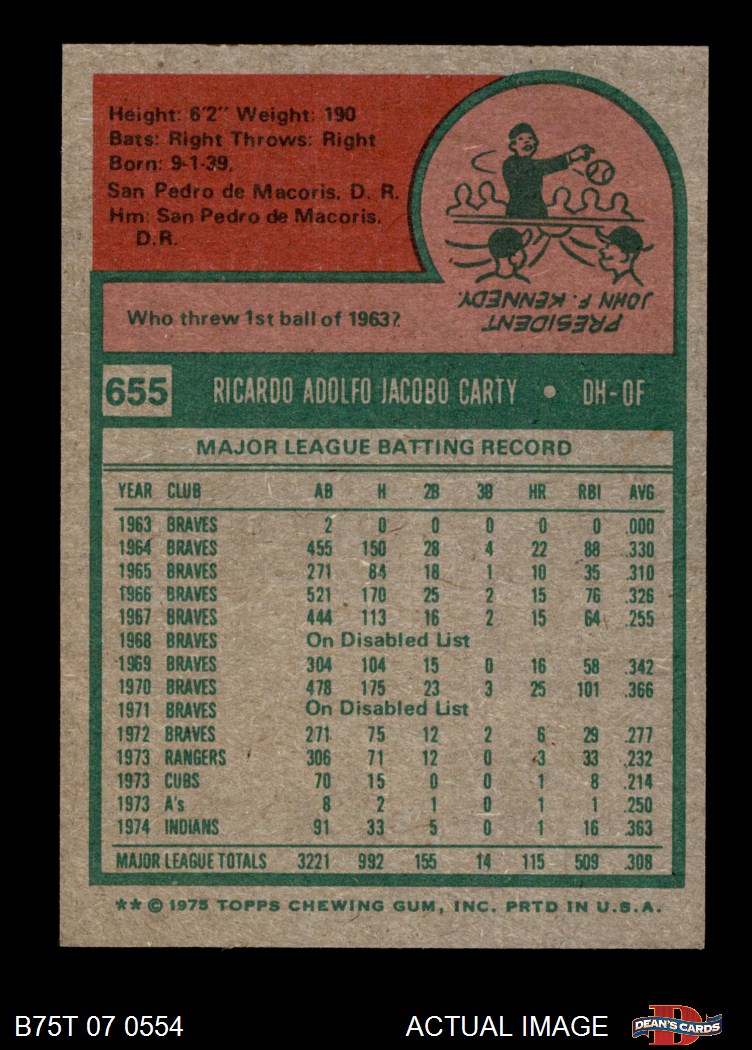 Height: 6'2" Weight: 190
Bats: Right Throws: Right
Born: 9-1-39,
San Pedro de Macoris, D. R.
Hm: San Pedro de Macoris,
D.R.
PRESIDENT
JOHN F. KENNEDY.
Who threw 1st ball of 1963?
655 RICARDO ADOLFO JACOBO CARTY • DH-OF
MAJOR LEAGUE BATTING RECORD
YEAR CLUB AB H 2B 3B HR RBI AVG
1963 BRAVES 2 0 0 0 0 0 .000
1964 BRAVES 455 150 28 4 22 88 .330
1965 BRAVES 271 84 18 1 10 35 .310
1966 BRAVES 521 170 25 2 15 76 .326
1967 BRAVES 444 113 16 2 15 64 .255
1968 BRAVES On Disabled List
1969 BRAVES 304 104 15 0 16 58 .342
1970 BRAVES 478 175 23 3 25 101 .366
1971 BRAVES On Disabled List
1972 BRAVES 271 75 12 2 6 29 .277
1973 RANGERS 306 71 12 0 3 33 .232
1973 CUBS 70 15 0 0 1 8 .214
1973 A's 8 2 1 0 1 1 .250
1974 INDIANS 91 33 5 0 1 16 .363
MAJOR LEAGUE TOTALS 3221 992 155 14 115 509 .308
** © 1975 TOPPS CHEWING GUM, INC. PRTD IN U.S.A.
B75T 07 0554 ACTUAL IMAGE
D
DEAN'S CARDS